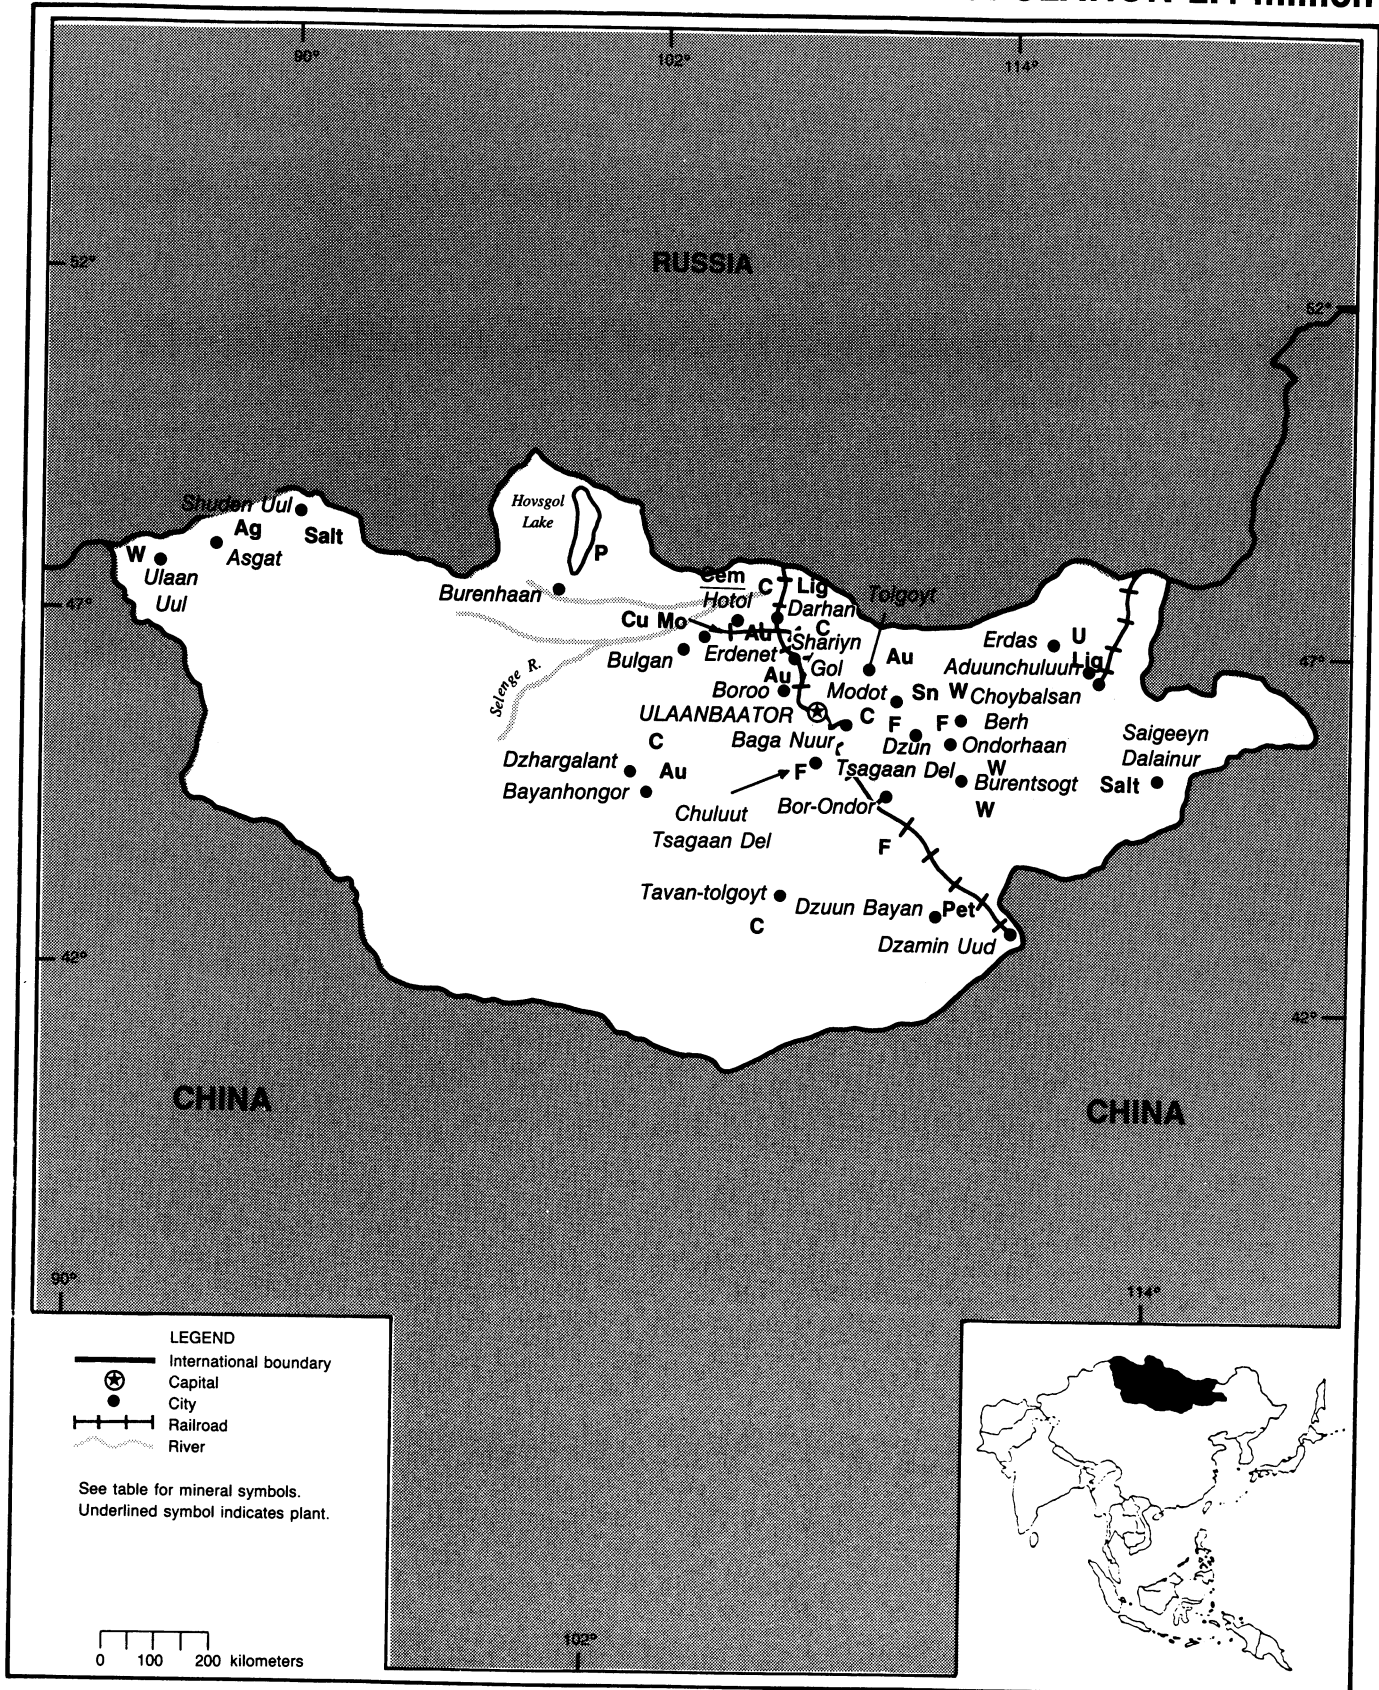 90°
102°
114°
52°
RUSSIA
52°
Hovsgol
Lake
P
Shuden Uul
Ag
Salt
W
Asgat
Ulaan
Uul
47°
Burenhaan
Cem
Hotol
C
Lig
Darhan
Tolgoyt
Cu Mo
Au
C
Shariyn
Gol
Erdenet
Bulgan
Selenge R.
Au
Erdas
U
Aduunchuluun
Lig
47°
Au
Boroo
Modot
Sn
W
Choybalsan
ULAANBAATOR
C
F
F
Berh
C
Baga Nuur
Dzun
Ondorhaan
Saigeeyn
Dalainur
Dzhargalant
Au
F
Tsagaan Del
W
Burentsogt
Salt
Bayanhongor
Chuluut
Tsagaan Del
Bor-Ondor
W
F
Tavan-tolgoyt
Dzuun Bayan
Pet
C
Dzamin Uud
42°
42°
CHINA
CHINA
90°
114°
LEGEND
International boundary
Capital
City
Railroad
River
See table for mineral symbols.
Underlined symbol indicates plant.
0 100 200 kilometers
102°